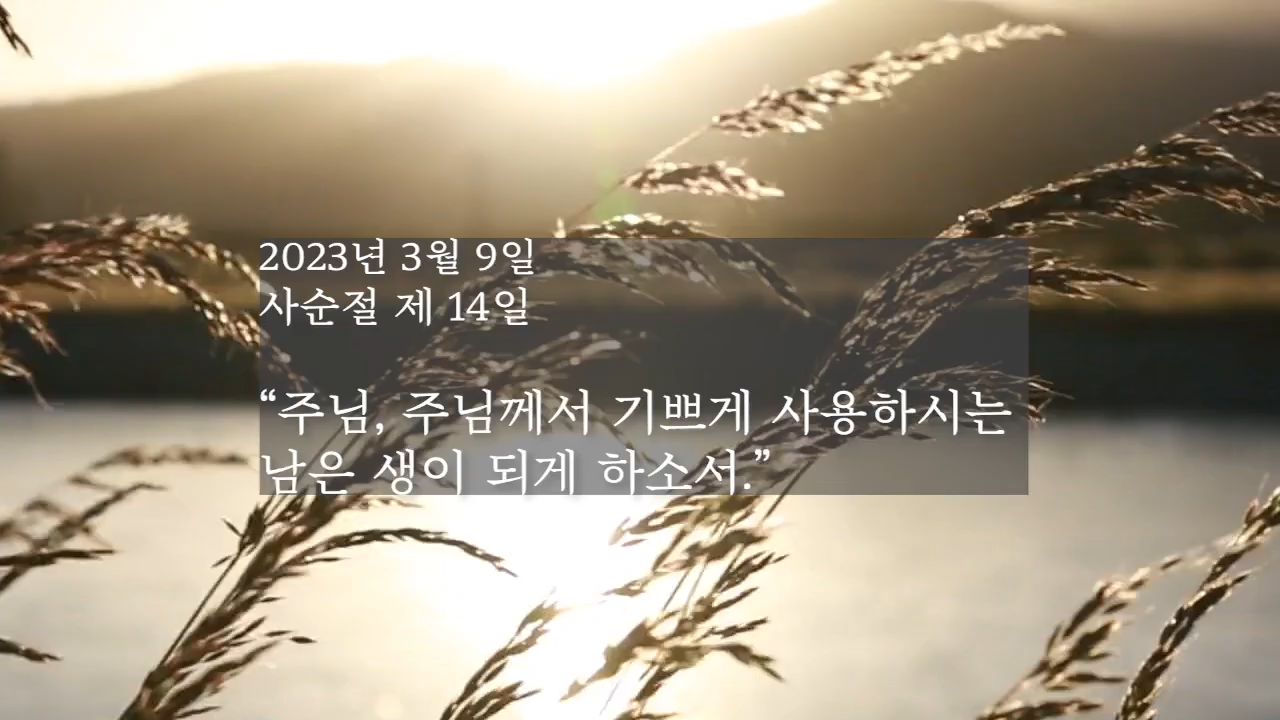 2023년 3월 9일
사순절 제 14일
“주님, 주님께서 기쁘게 사용하시는
남은 생이 되게 하소서.”